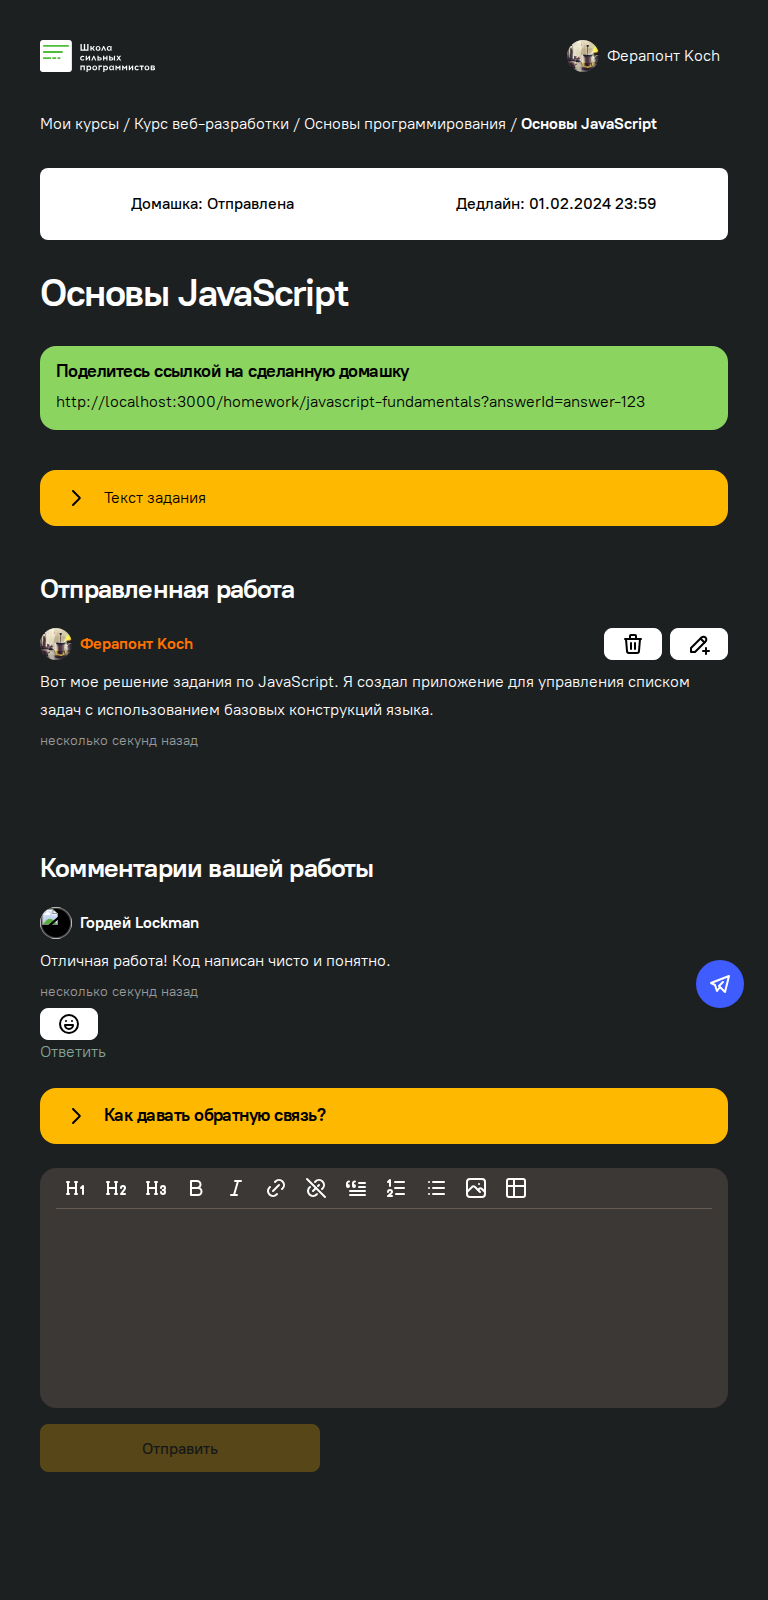 Школа
сильных
программистов
Ферапонт Koch
Мои курсы / Курс веб-разработки / Основы программирования / Основы JavaScript
Домашка: Отправлена
Дедлайн: 01.02.2024 23:59
Основы JavaScript
Поделитесь ссылкой на сделанную домашку
http://localhost:3000/homework/javascript-fundamentals?answerId=answer-123
Текст задания
Отправленная работа
Ферапонт Koch
Вот мое решение задания по JavaScript. Я создал приложение для управления списком
задач с использованием базовых конструкций языка.
несколько секунд назад
Комментарии вашей работы
Гордей Lockman
Отличная работа! Код написан чисто и понятно.
несколько секунд назад
Ответить
Как давать обратную связь?
H1 H2 H3 B I
Отправить